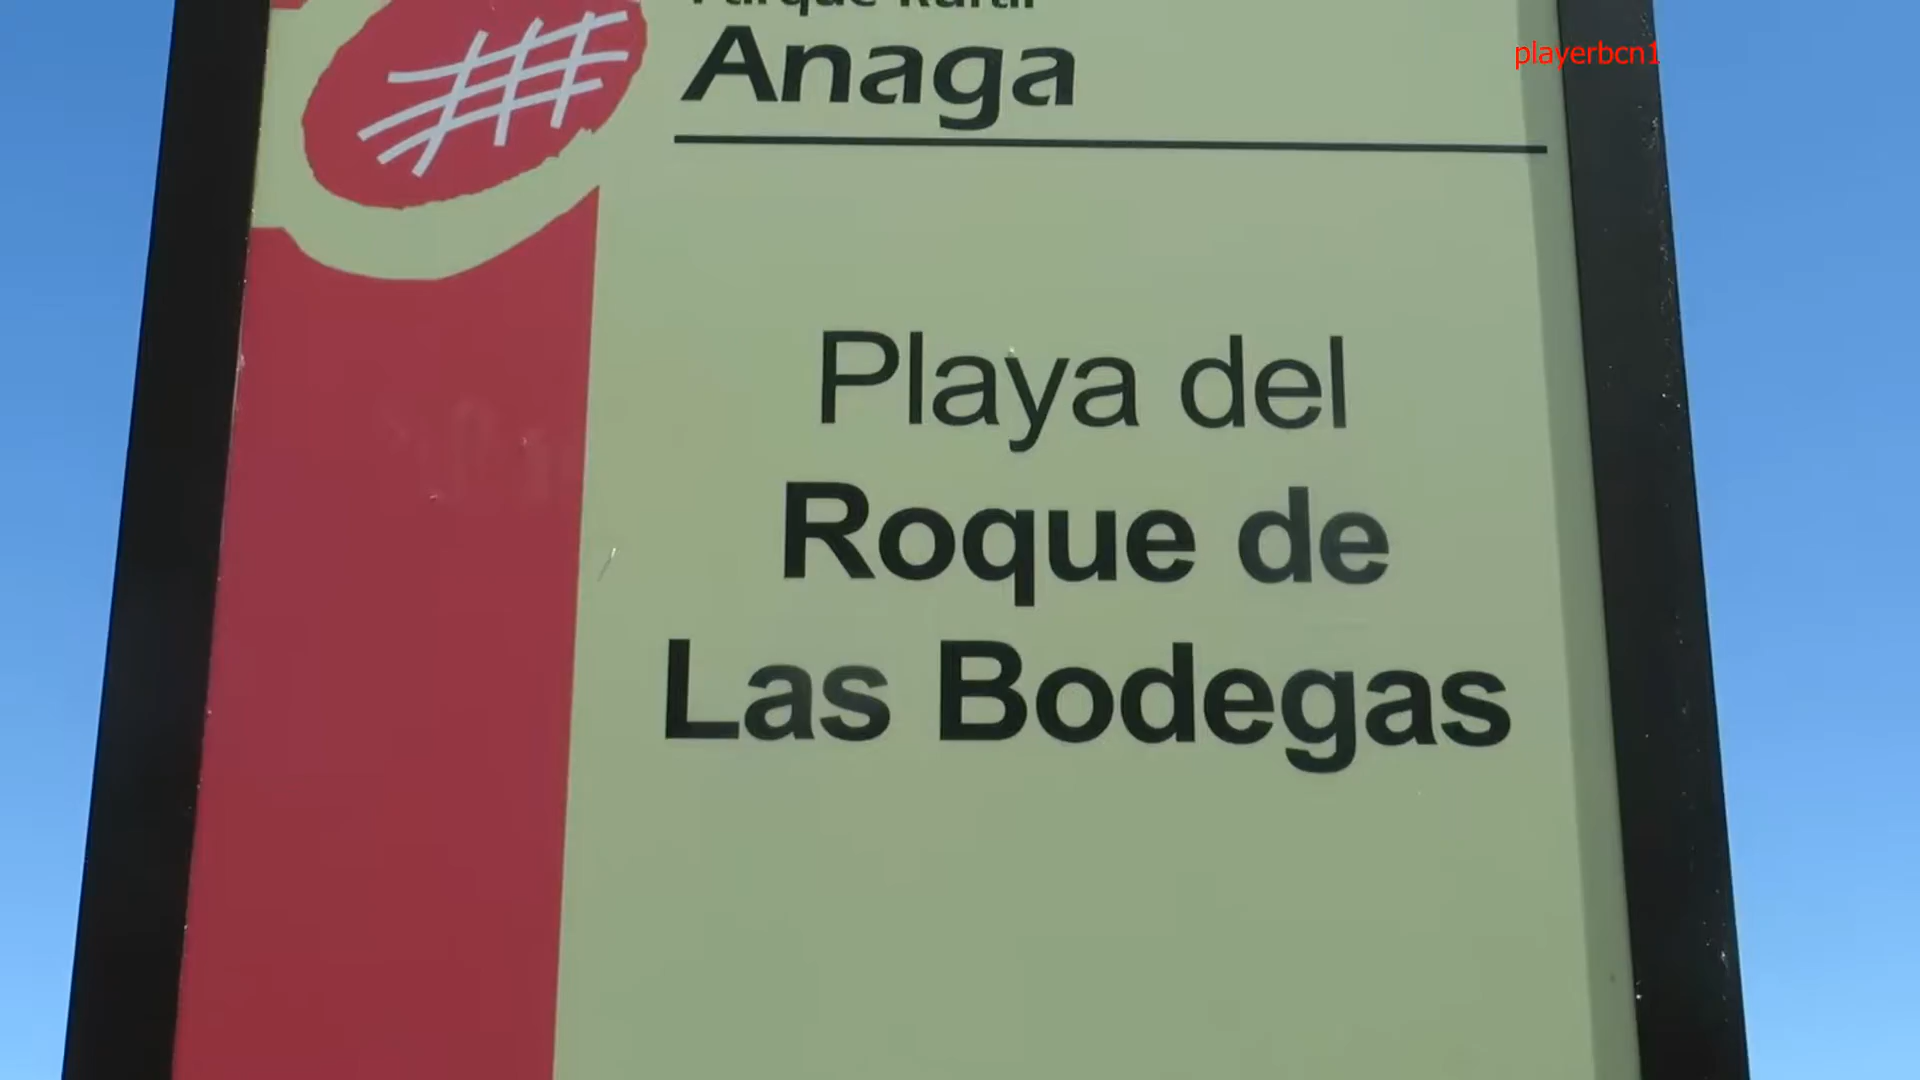 Parque Rural
Anaga
playerbcn1
Playa del
Roque de
Las Bodegas